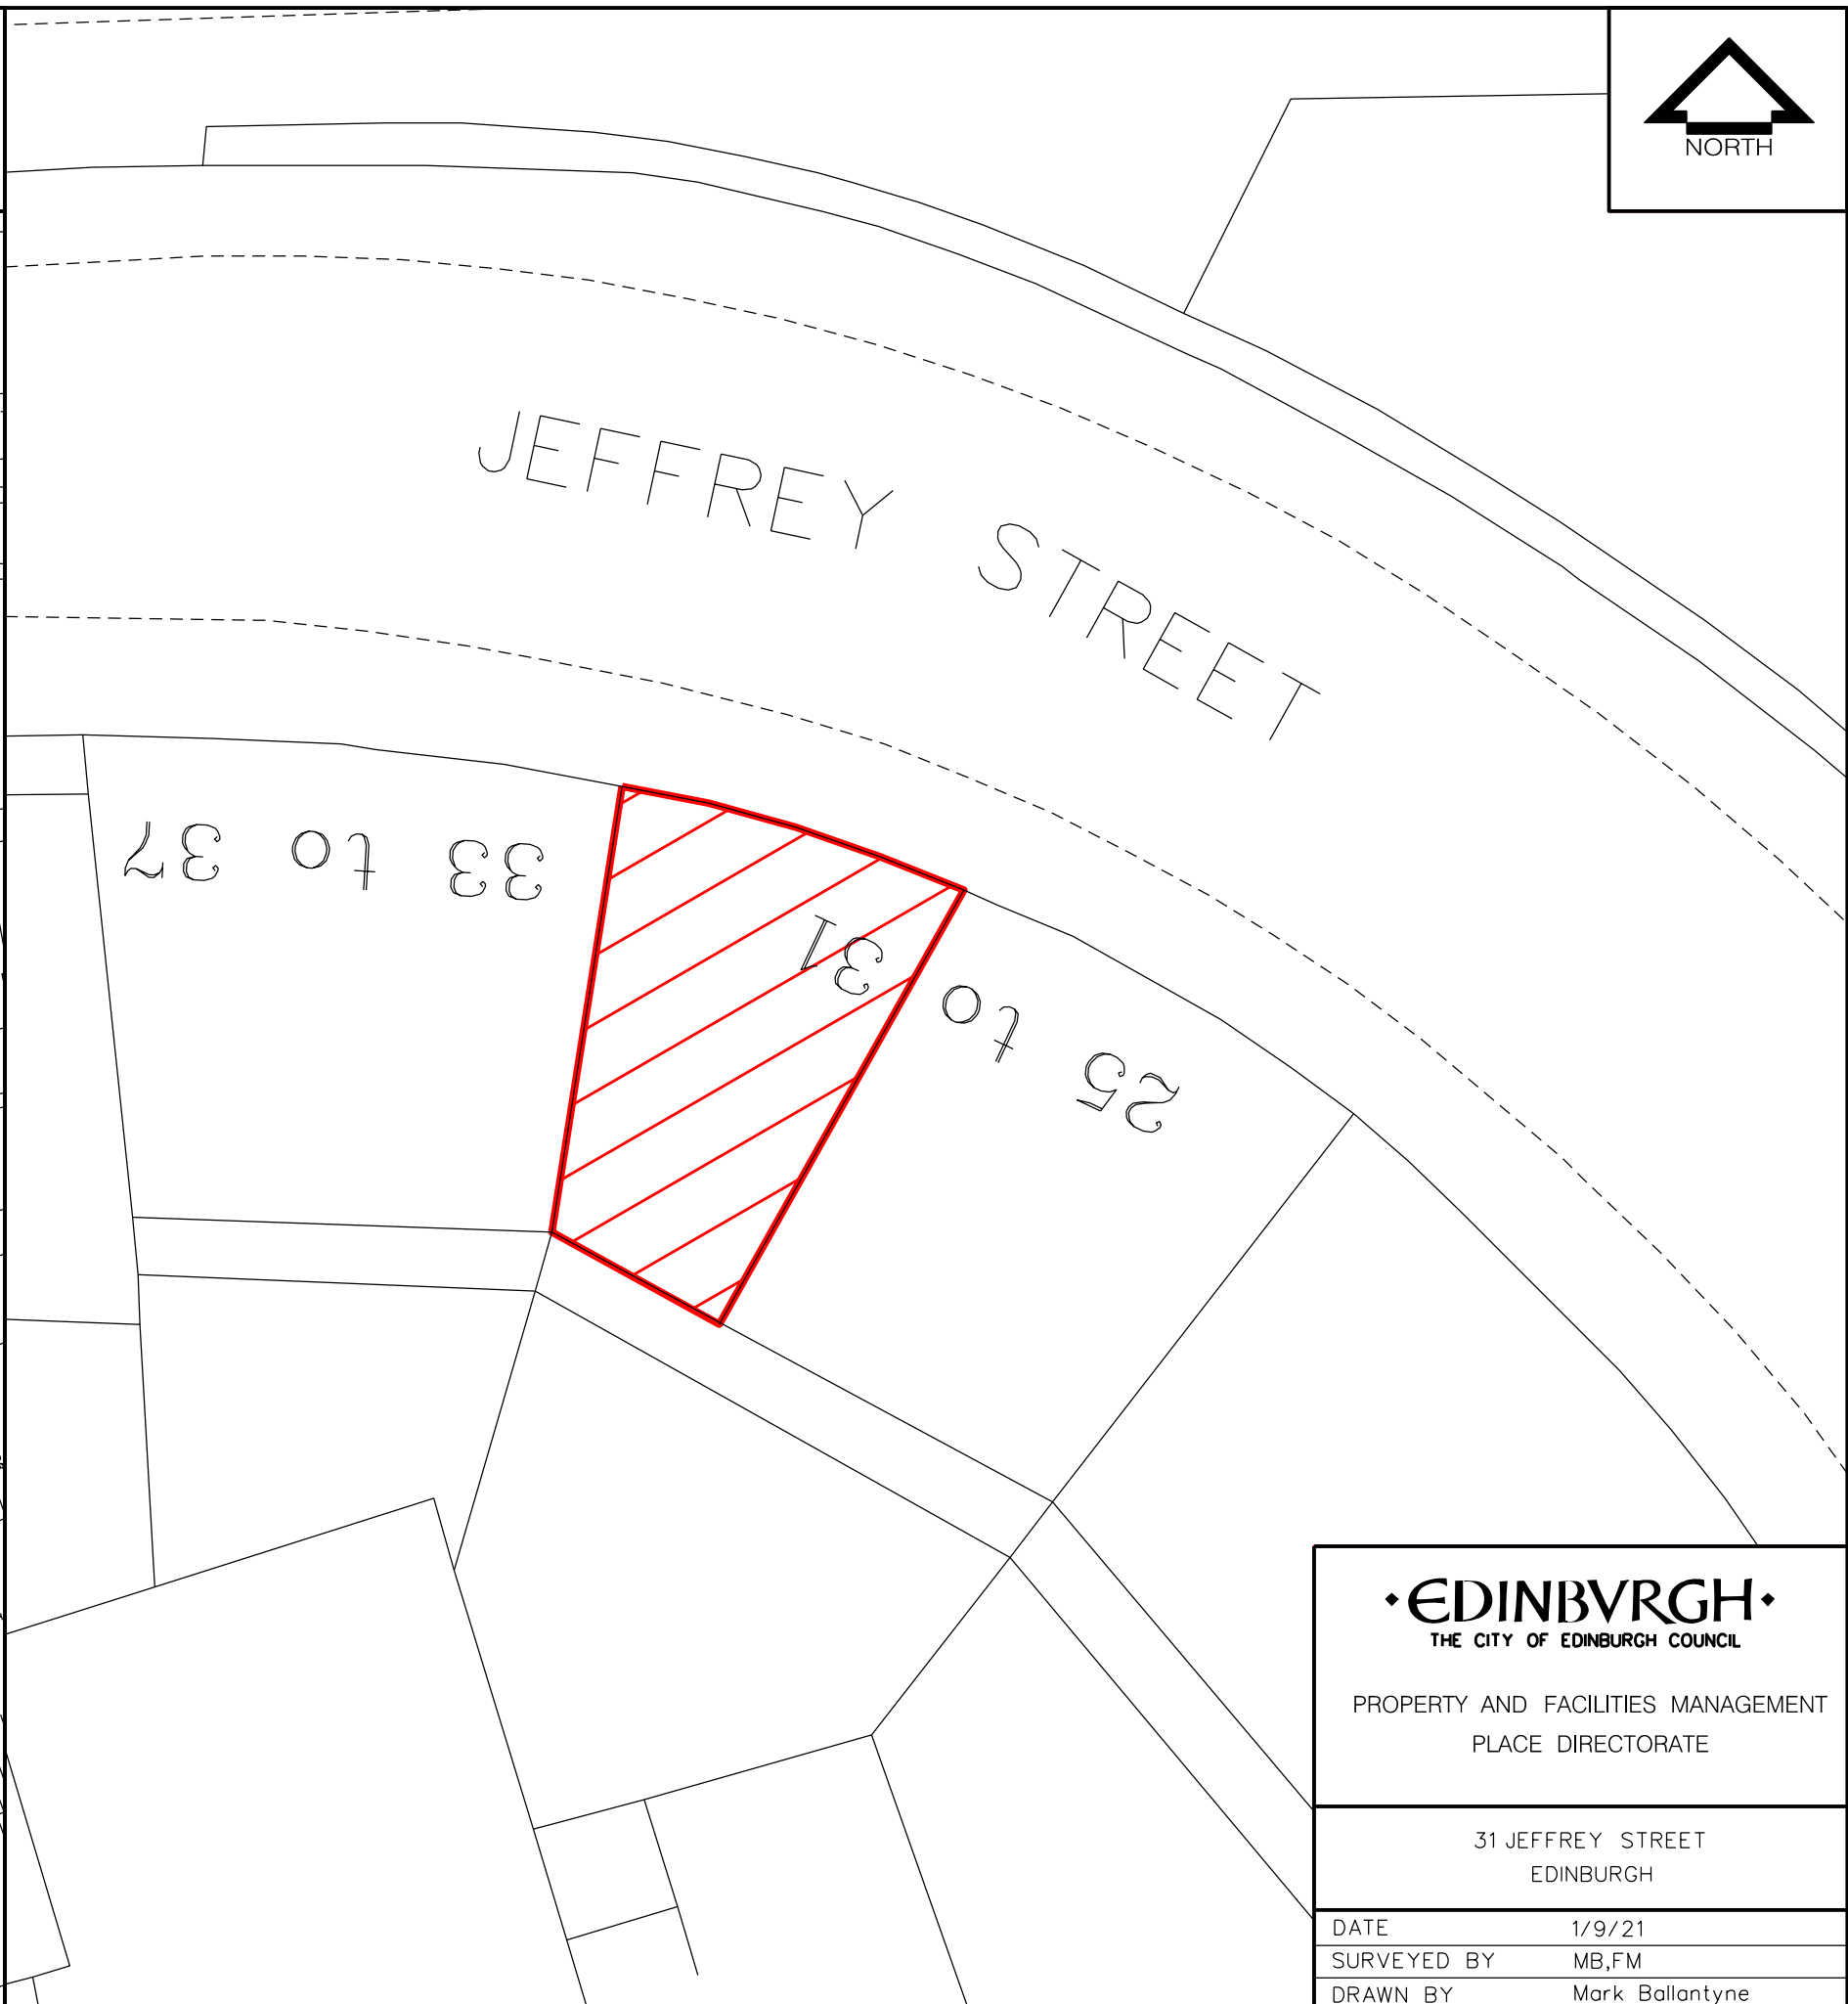 NORTH
JEFFREY STREET
33 to 37
25 to 31
EDINBVRGH
THE CITY OF EDINBURGH COUNCIL
PROPERTY AND FACILITIES MANAGEMENT
PLACE DIRECTORATE
31 JEFFREY STREET
EDINBURGH
DATE 1/9/21
SURVEYED BY MB,FM
DRAWN BY Mark Ballantyne